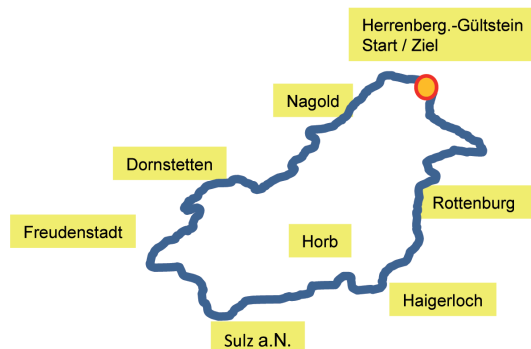 Herrenberg.-Gültstein
Start / Ziel
Nagold
Dornstetten
Rottenburg
Freudenstadt
Horb
Haigerloch
Sulz a.N.